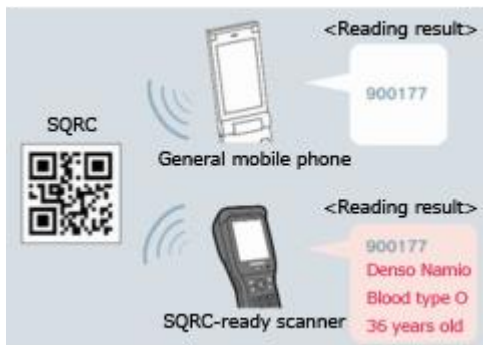 <Reading result>
900177
SQRC
General mobile phone
<Reading result>
900177
Denso Namio
Blood type O
36 years old
SQRC-ready scanner